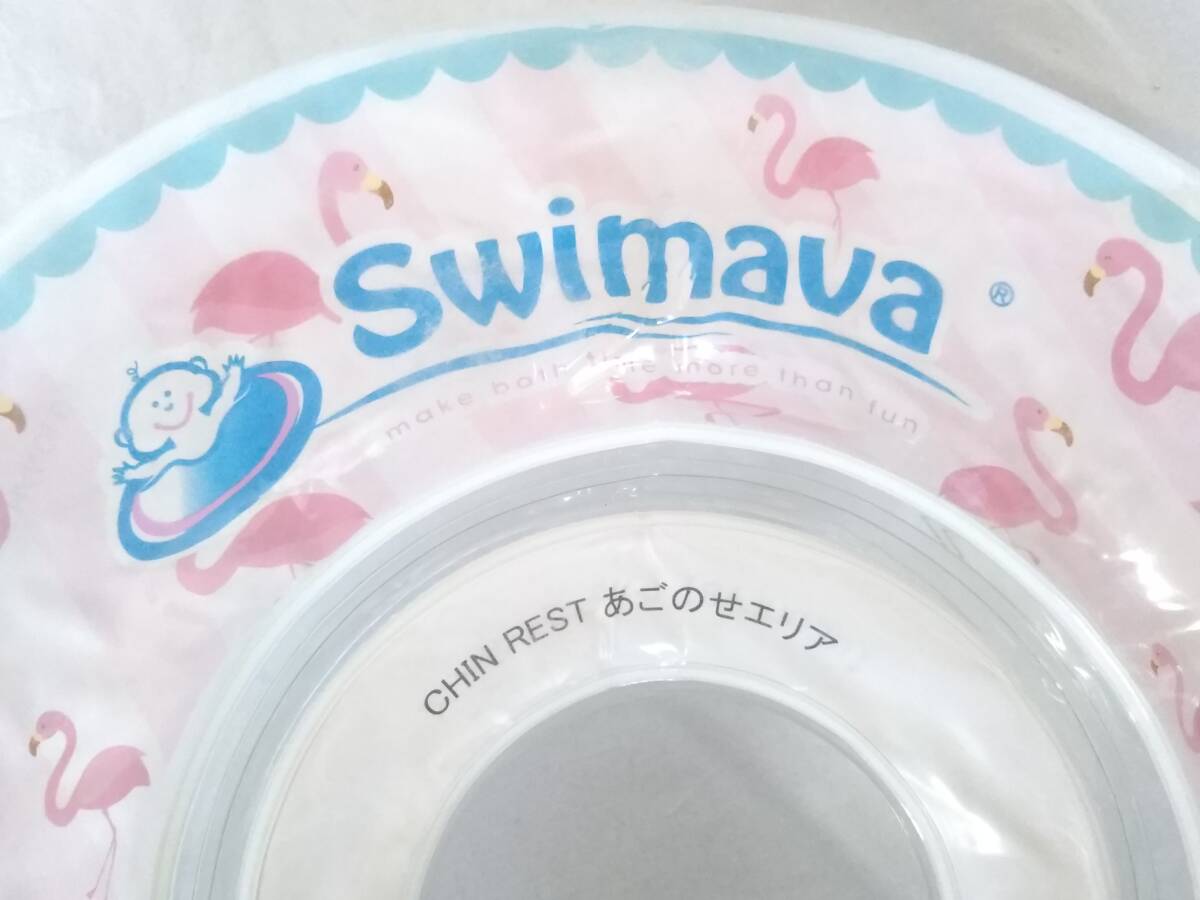 Swimava ®
make bath time more than fun
CHIN REST あごのせエリア